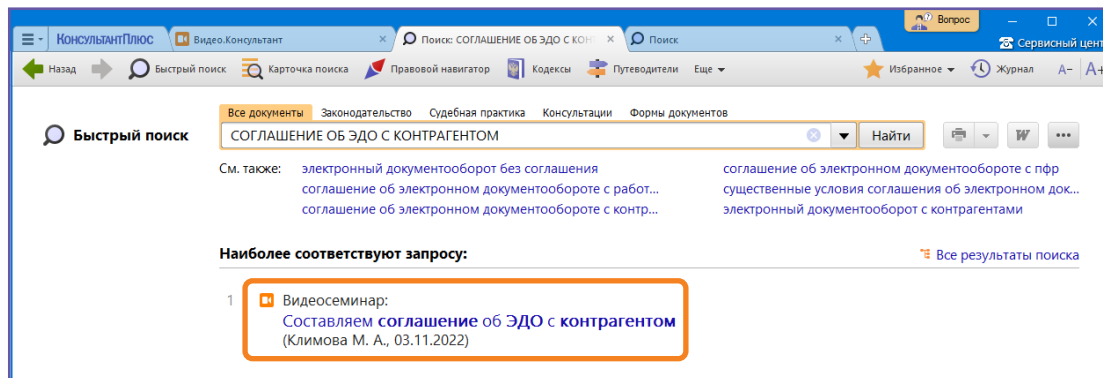 Вопрос
КонсультантПлюс
Видео.Консультант
Поиск: СОГЛАШЕНИЕ ОБ ЭДО С КОН
Поиск
Сервисный цент
Назад
Быстрый поиск
Карточка поиска
Правовой навигатор
Кодексы
Путеводители
Еще
Избранное
Журнал
A− A+
Все документы Законодательство Судебная практика Консультации Формы документов
Быстрый поиск
СОГЛАШЕНИЕ ОБ ЭДО С КОНТРАГЕНТОМ
Найти
W
См. также:
электронный документооборот без соглашения
соглашение об электронном документообороте с работ...
соглашение об электронном документообороте с контр...
соглашение об электронном документообороте с пфр
существенные условия соглашения об электронном док...
электронный документооборот с контрагентами
Наиболее соответствуют запросу:
Все результаты поиска
1
Видеосеминар:
Составляем соглашение об ЭДО с контрагентом
(Климова М. А., 03.11.2022)